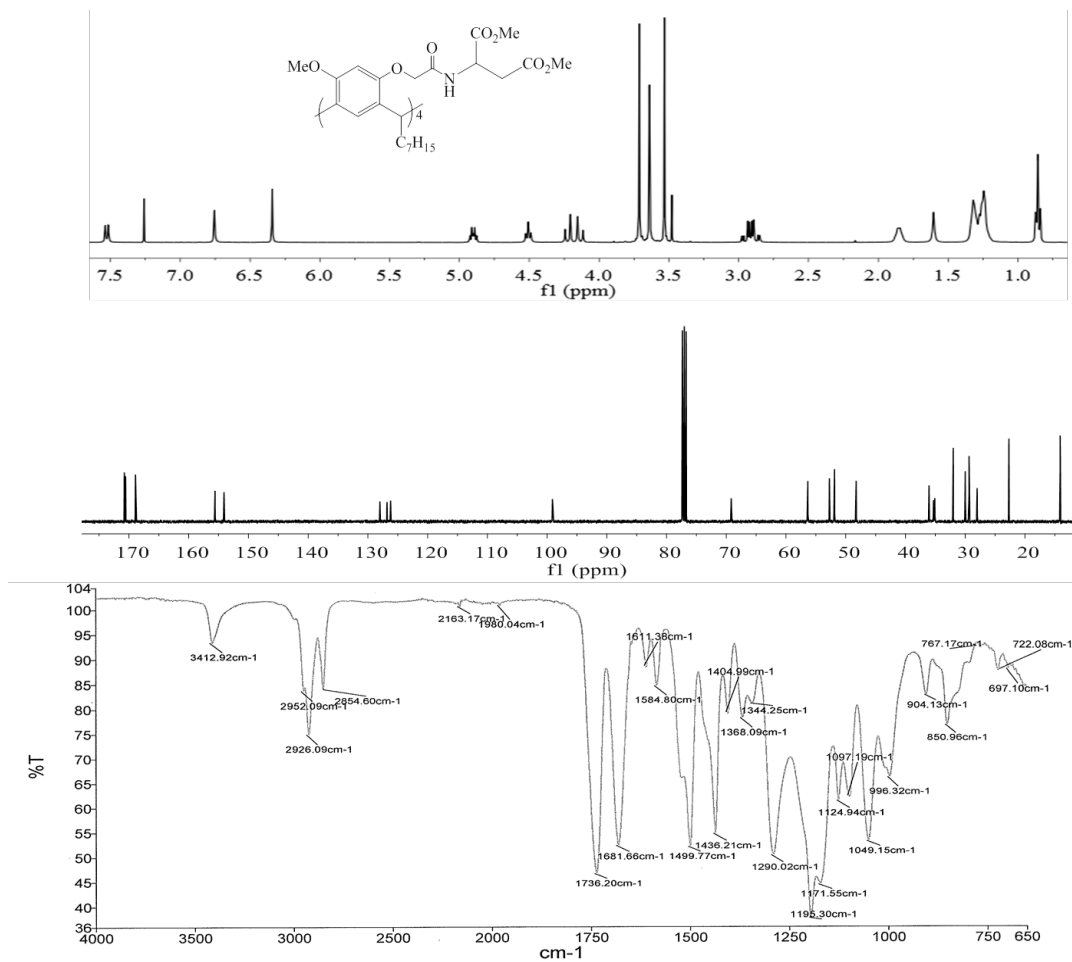 CO₂Me
O
MeO
O
N
H
CO₂Me
4
C₇H₁₅
7.5 7.0 6.5 6.0 5.5 5.0 4.5 4.0 3.5 3.0 2.5 2.0 1.5 1.0
f1 (ppm)
170 160 150 140 130 120 110 100 90 80 70 60 50 40 30 20
f1 (ppm)
104
100
95
90
85
80
75
70
65
60
55
50
45
40
36
%T
3412.92cm-1
2952.09cm-1
2926.09cm-1
2854.60cm-1
2163.17cm-1
1980.04cm-1
1736.20cm-1
1681.66cm-1
1611.38cm-1
1584.80cm-1
1499.77cm-1
1436.21cm-1
1404.99cm-1
1368.09cm-1
1344.25cm-1
1290.02cm-1
1195.30cm-1
1171.55cm-1
1124.94cm-1
1097.19cm-1
1049.15cm-1
996.32cm-1
904.13cm-1
850.96cm-1
767.17cm-1
722.08cm-1
697.10cm-1
4000 3500 3000 2500 2000 1750 1500 1250 1000 750 650
cm-1